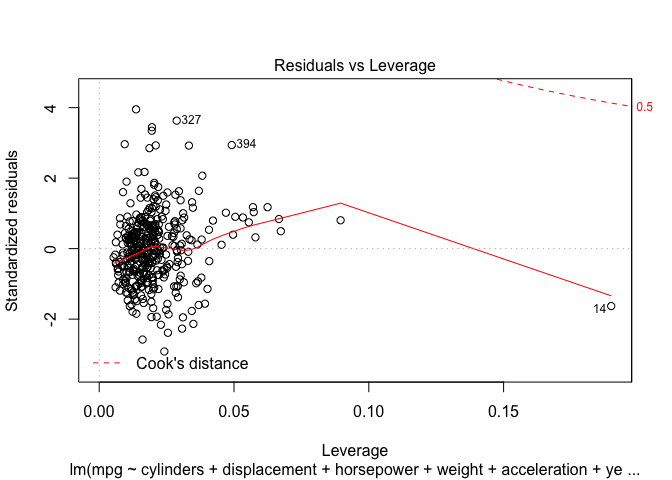 Residuals vs Leverage
Standardized residuals
4
2
0
-2
327
394
14
0.5
Cook's distance
0.00
0.05
0.10
0.15
Leverage
lm(mpg ~ cylinders + displacement + horsepower + weight + acceleration + ye ...